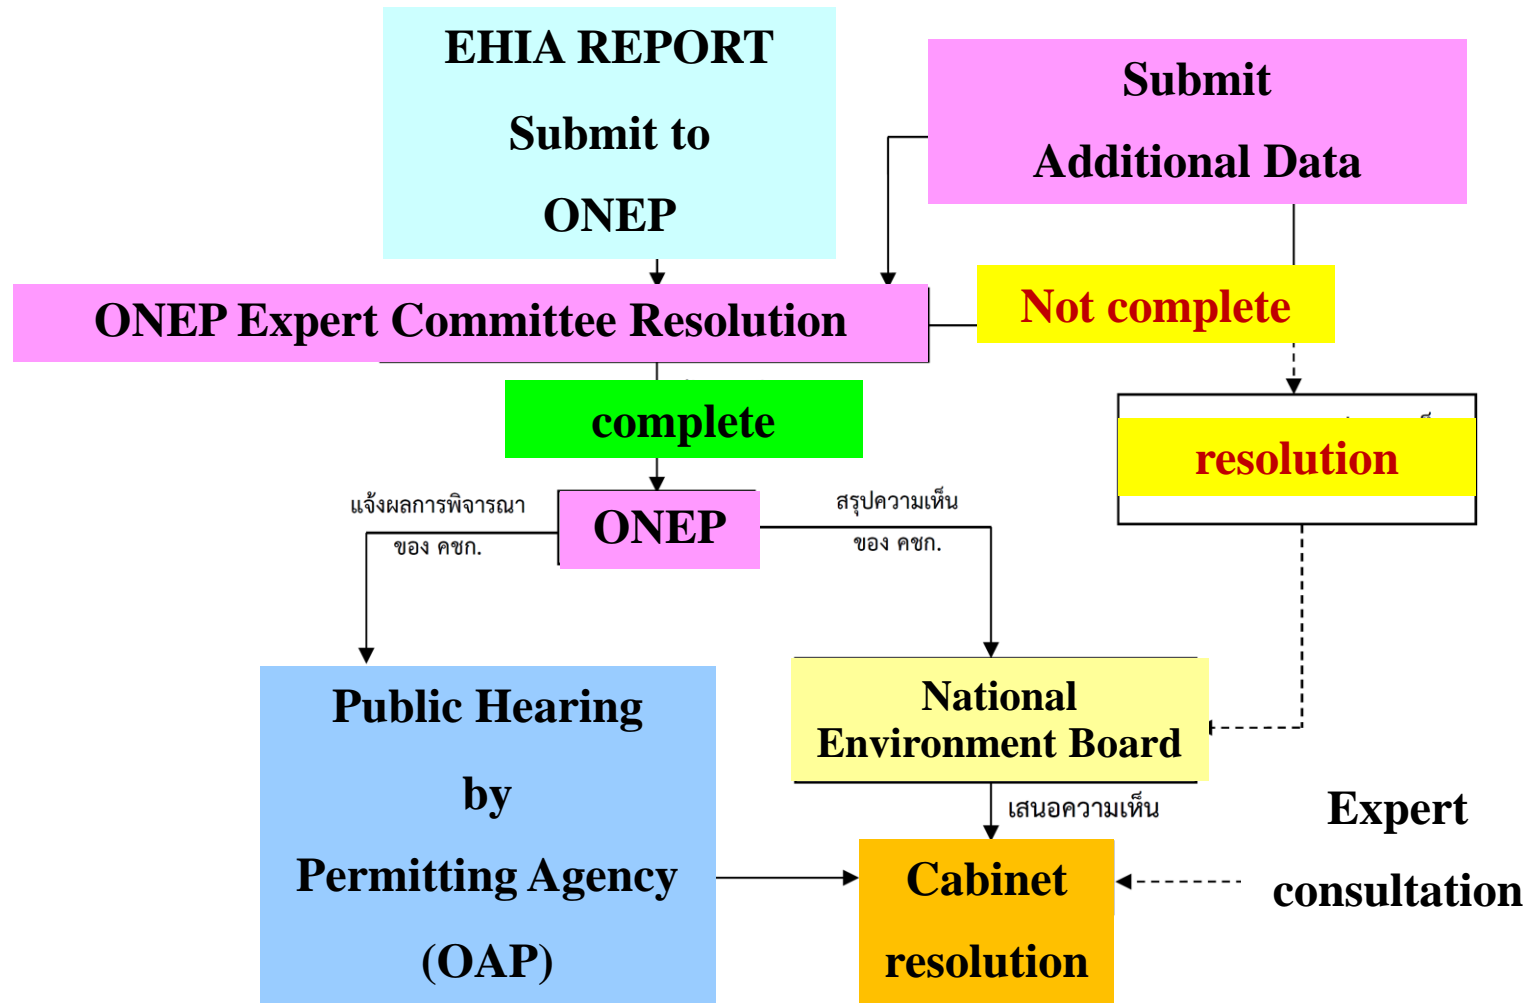 EHIA REPORT
Submit to
ONEP
Submit
Additional Data
ONEP Expert Committee Resolution
Not complete
complete
resolution
แจ้งผลการพิจารณา
ของ คชก.
ONEP
สรุปความเห็น
ของ คชก.
Public Hearing
by
Permitting Agency
(OAP)
National
Environment Board
เสนอความเห็น
Expert
consultation
Cabinet
resolution